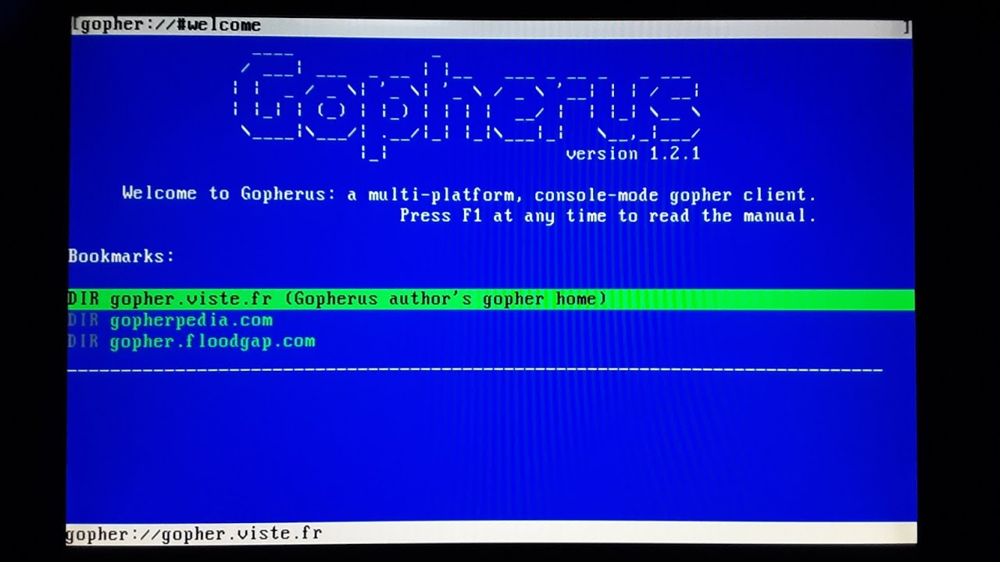 [gopher://#welcome ]
Gopherus
version 1.2.1
Welcome to Gopherus: a multi-platform, console-mode gopher client.
Press F1 at any time to read the manual.
Bookmarks:
DIR gopher.viste.fr (Gopherus author's gopher home)
DIR gopherpedia.com
DIR gopher.floodgap.com
gopher://gopher.viste.fr